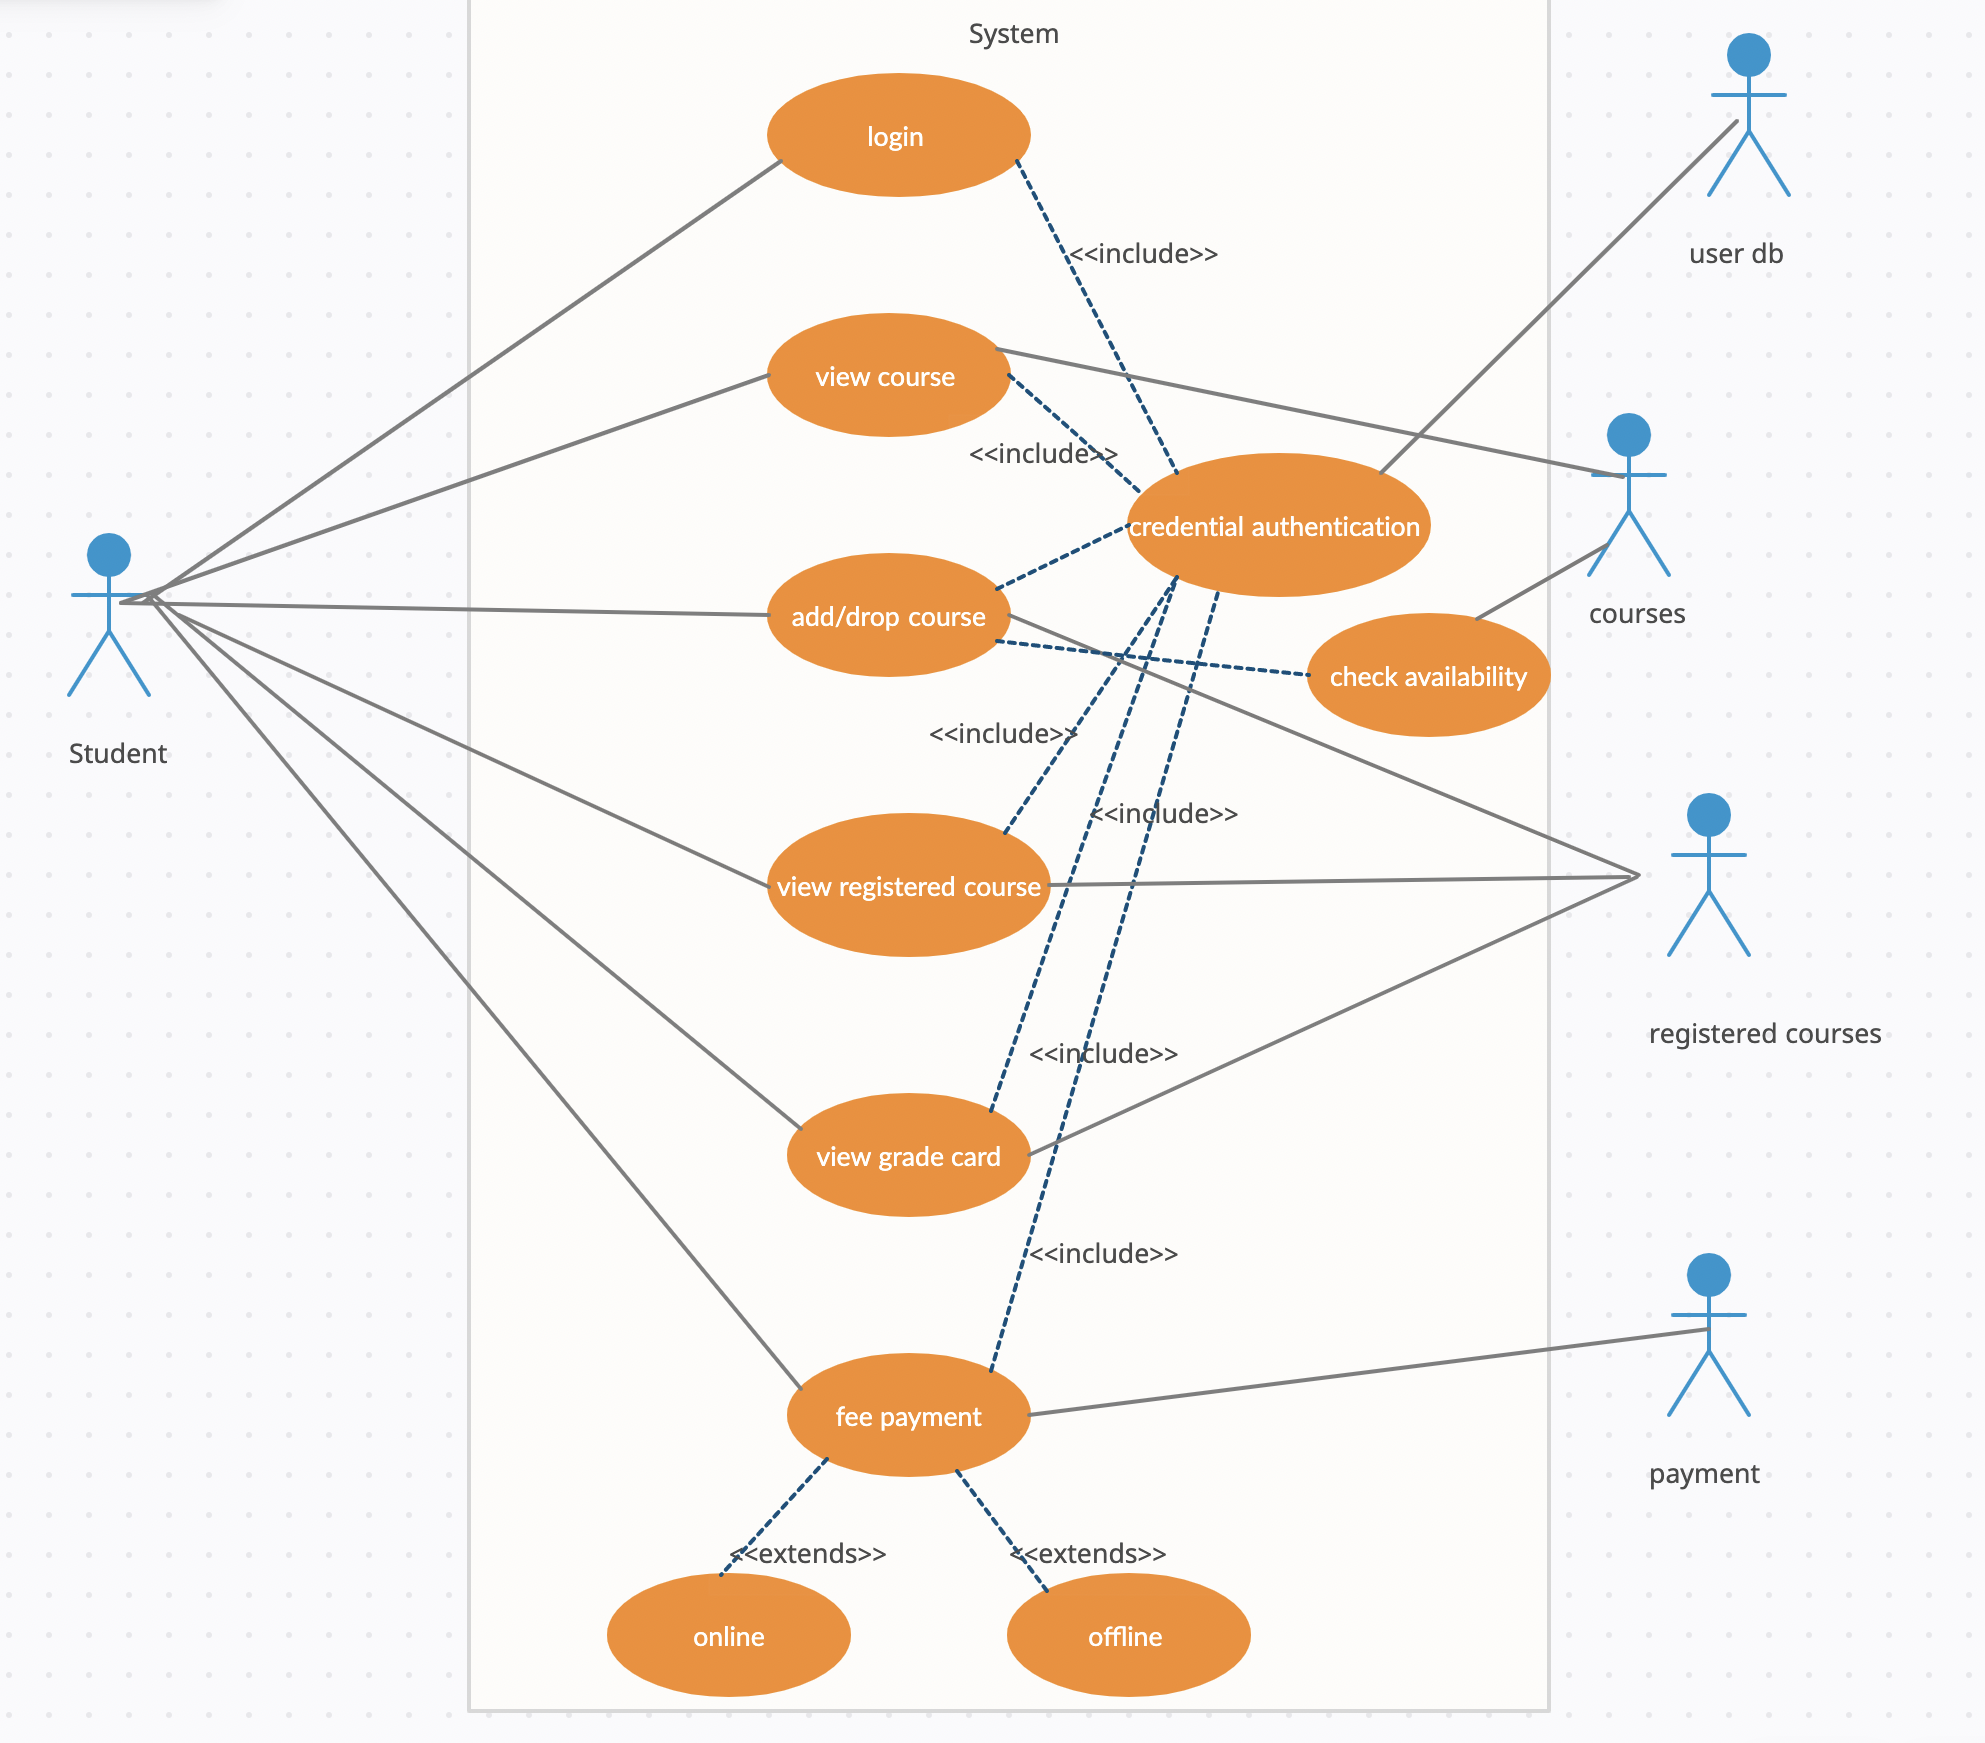 System
login
user db
<<include>>
view course
<<include>>
credential authentication
add/drop course
courses
check availability
Student
<<include>>
<<include>>
view registered course
registered courses
<<include>>
view grade card
<<include>>
fee payment
payment
<<extends>>
<<extends>>
online
offline